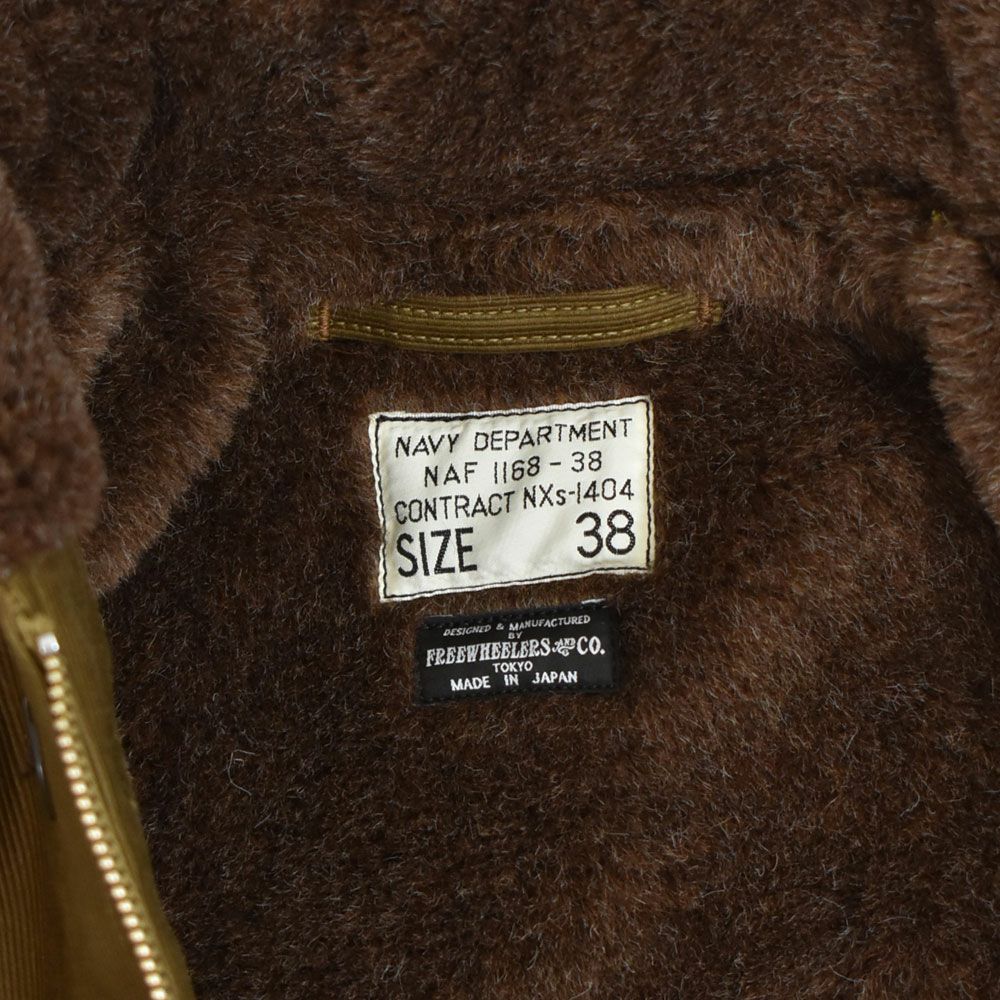 NAVY DEPARTMENT
NAF 1168-38
CONTRACT NXs-1404
SIZE 38
DESIGNED & MANUFACTURED
BY
FREEWHEELERS AND CO.
TOKYO
MADE IN JAPAN